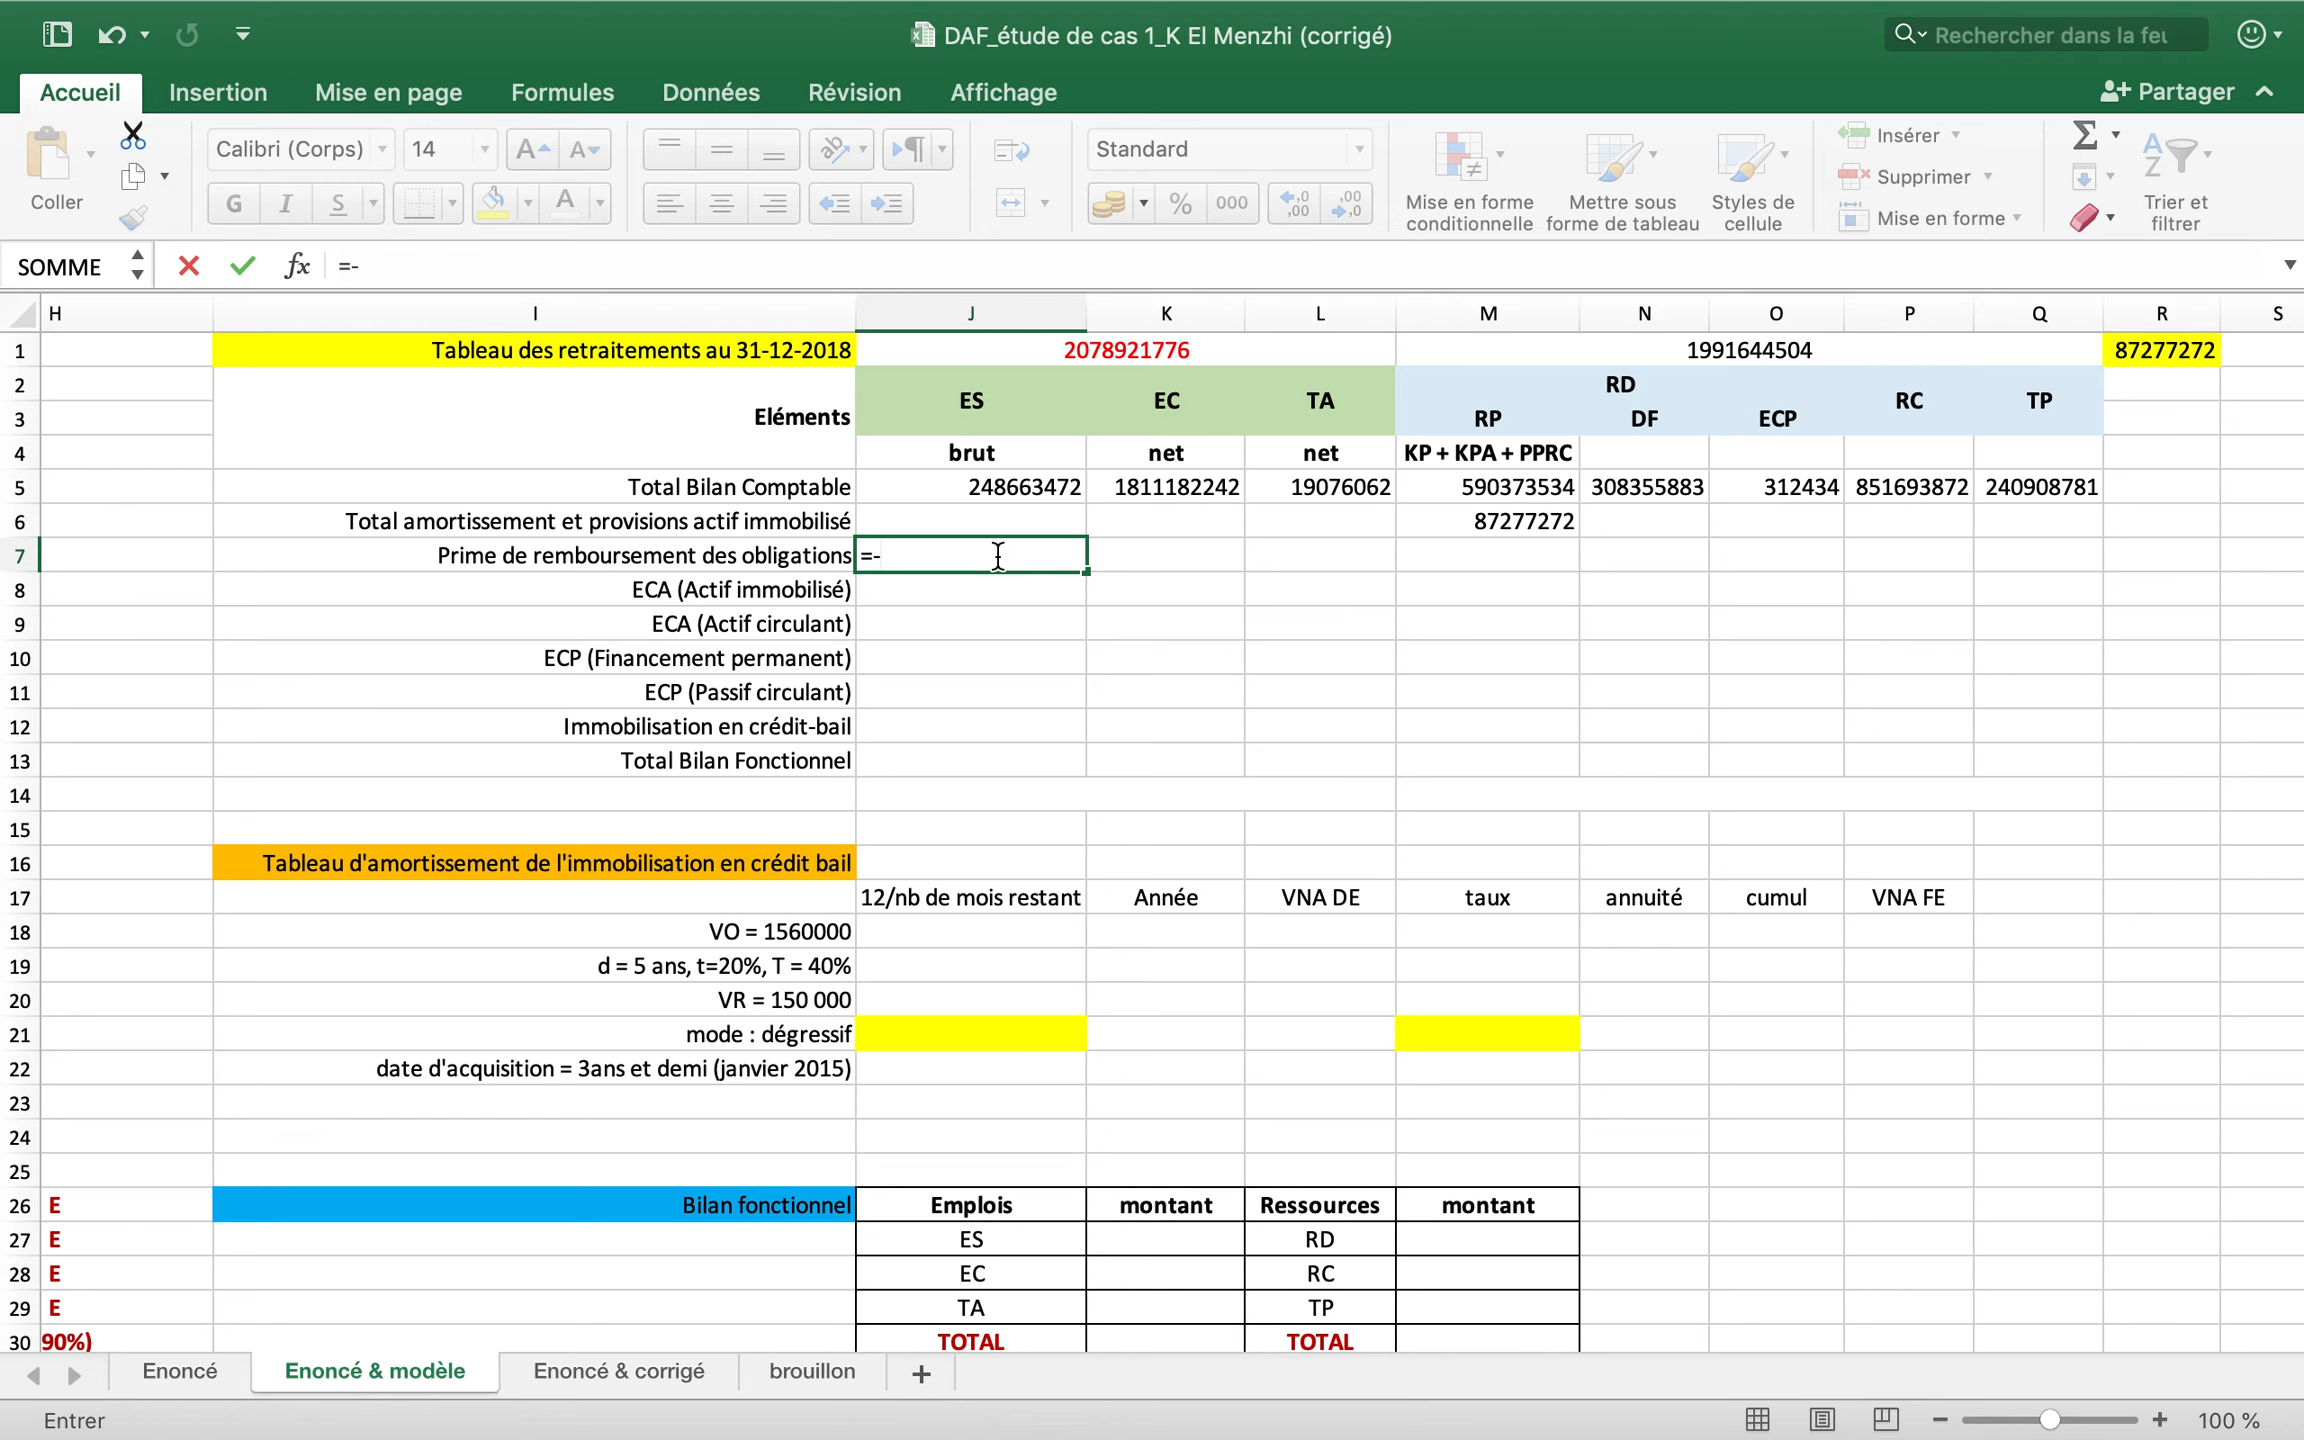 DAF_étude de cas 1_K El Menzhi (corrigé)
Rechercher dans la feu
Accueil Insertion Mise en page Formules Données Révision Affichage Partager
Coller
Calibri (Corps) 14
G I S A
Standard
% 000
Mise en forme conditionnelle
Mettre sous forme de tableau
Styles de cellule
Insérer
Supprimer
Mise en forme
Trier et filtrer
SOMME fx =-
H I J K L M N O P Q R S
1 Tableau des retraitements au 31-12-2018 2078921776 1991644504 87277272
2 RD
3 Eléments ES EC TA RP DF ECP RC TP
4 brut net net KP + KPA + PPRC
5 Total Bilan Comptable 248663472 1811182242 19076062 590373534 308355883 312434 851693872 240908781
6 Total amortissement et provisions actif immobilisé 87277272
7 Prime de remboursement des obligations =-
8 ECA (Actif immobilisé)
9 ECA (Actif circulant)
10 ECP (Financement permanent)
11 ECP (Passif circulant)
12 Immobilisation en crédit-bail
13 Total Bilan Fonctionnel
14
15
16 Tableau d'amortissement de l'immobilisation en crédit bail
17 12/nb de mois restant Année VNA DE taux annuité cumul VNA FE
18 VO = 1560000
19 d = 5 ans, t=20%, T = 40%
20 VR = 150 000
21 mode : dégressif
22 date d'acquisition = 3ans et demi (janvier 2015)
23
24
25
26 E Bilan fonctionnel Emplois montant Ressources montant
27 E ES RD
28 E EC RC
29 E TA TP
30 90%) TOTAL TOTAL
Enoncé Enoncé & modèle Enoncé & corrigé brouillon +
Entrer 100 %